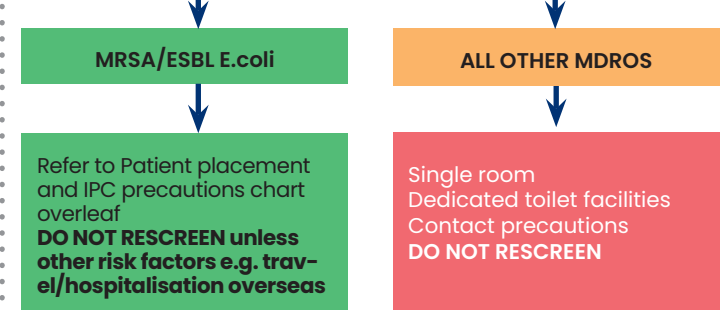 MRSA/ESBL E.coli
Refer to Patient placement
and IPC precautions chart
overleaf
DO NOT RESCREEN unless
other risk factors e.g. trav-
el/hospitalisation overseas
ALL OTHER MDROS
Single room
Dedicated toilet facilities
Contact precautions
DO NOT RESCREEN